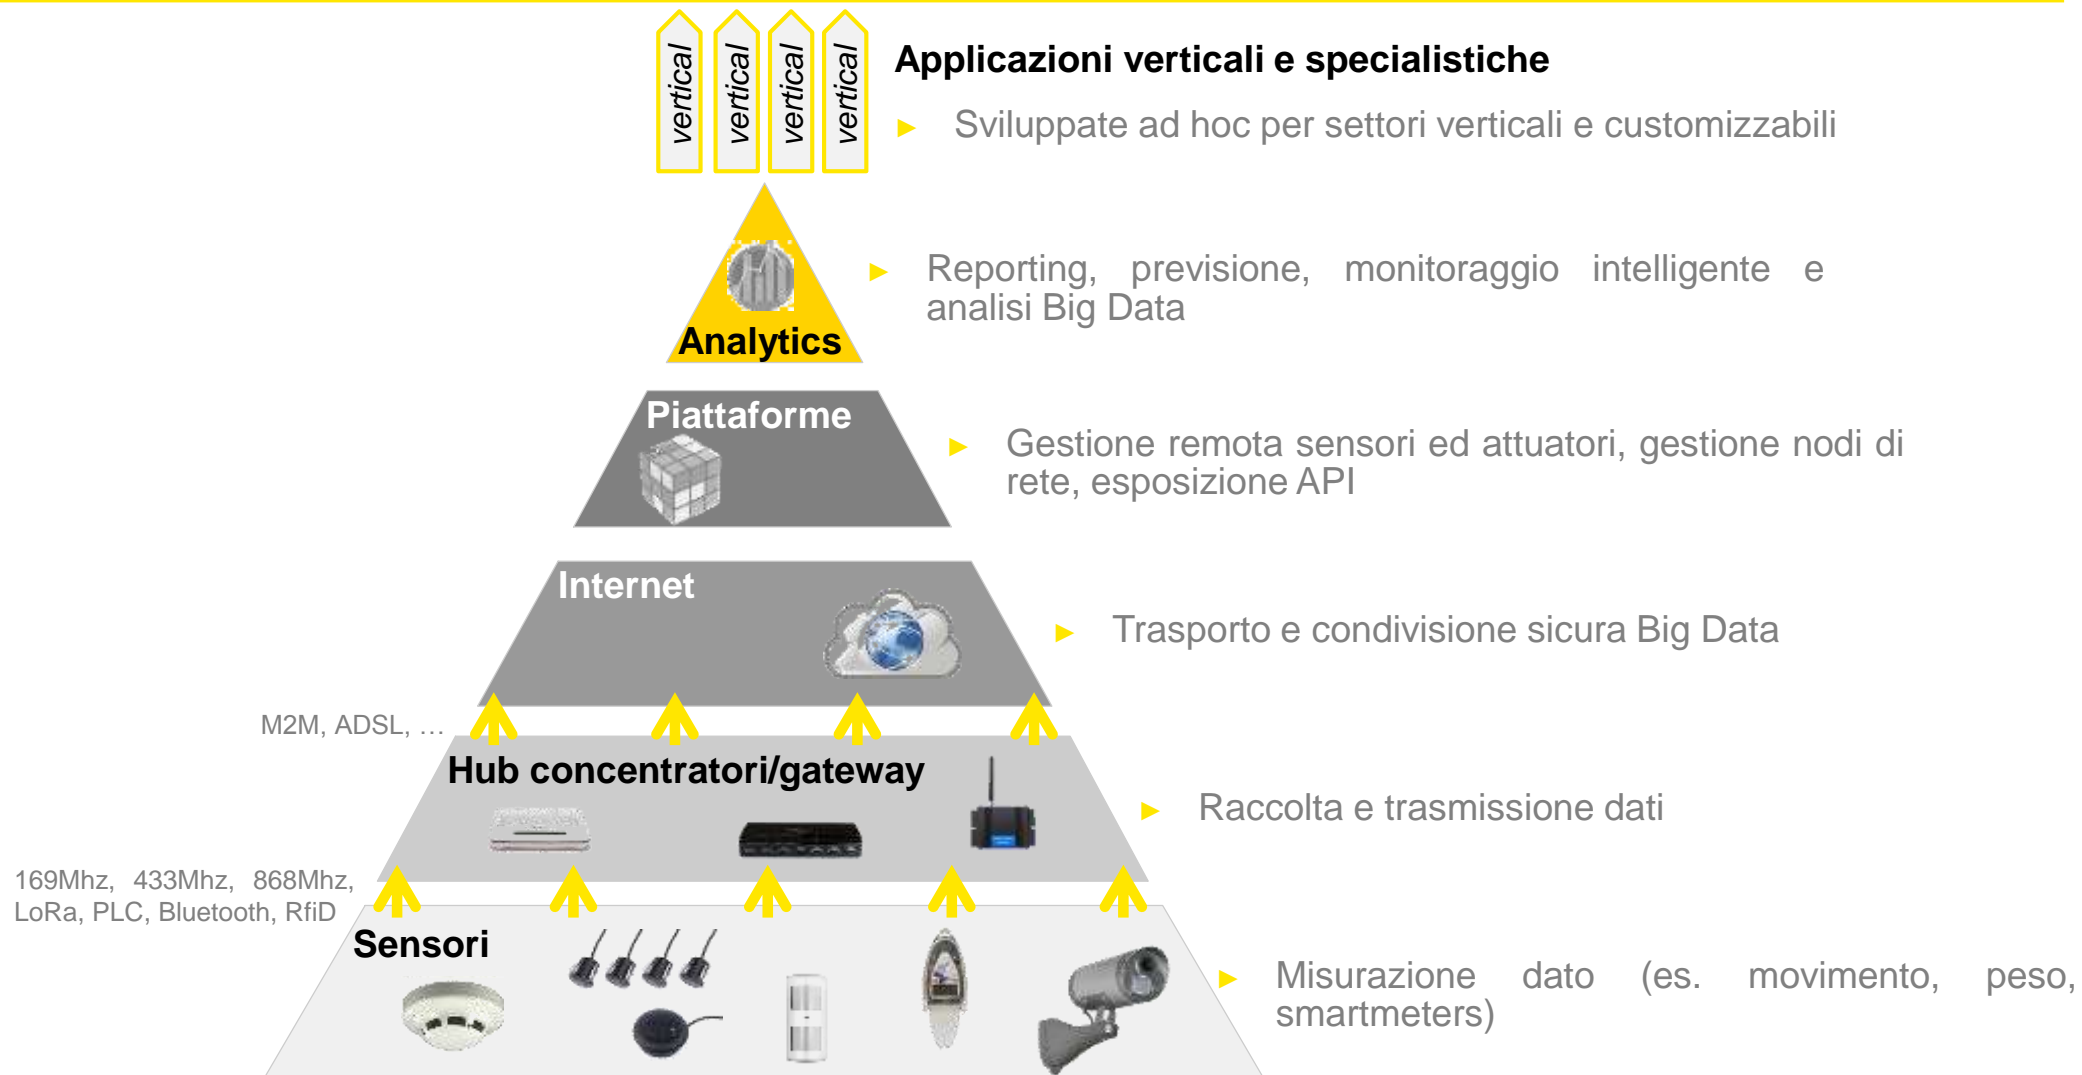 vertical
vertical
vertical
vertical
Applicazioni verticali e specialistiche
► Sviluppate ad hoc per settori verticali e customizzabili
► Reporting, previsione, monitoraggio intelligente e
analisi Big Data
Analytics
Piattaforme
► Gestione remota sensori ed attuatori, gestione nodi di
rete, esposizione API
Internet
► Trasporto e condivisione sicura Big Data
M2M, ADSL, …
Hub concentratori/gateway
► Raccolta e trasmissione dati
169Mhz, 433Mhz, 868Mhz,
LoRa, PLC, Bluetooth, RfiD
Sensori
► Misurazione dato (es. movimento, peso,
smartmeters)